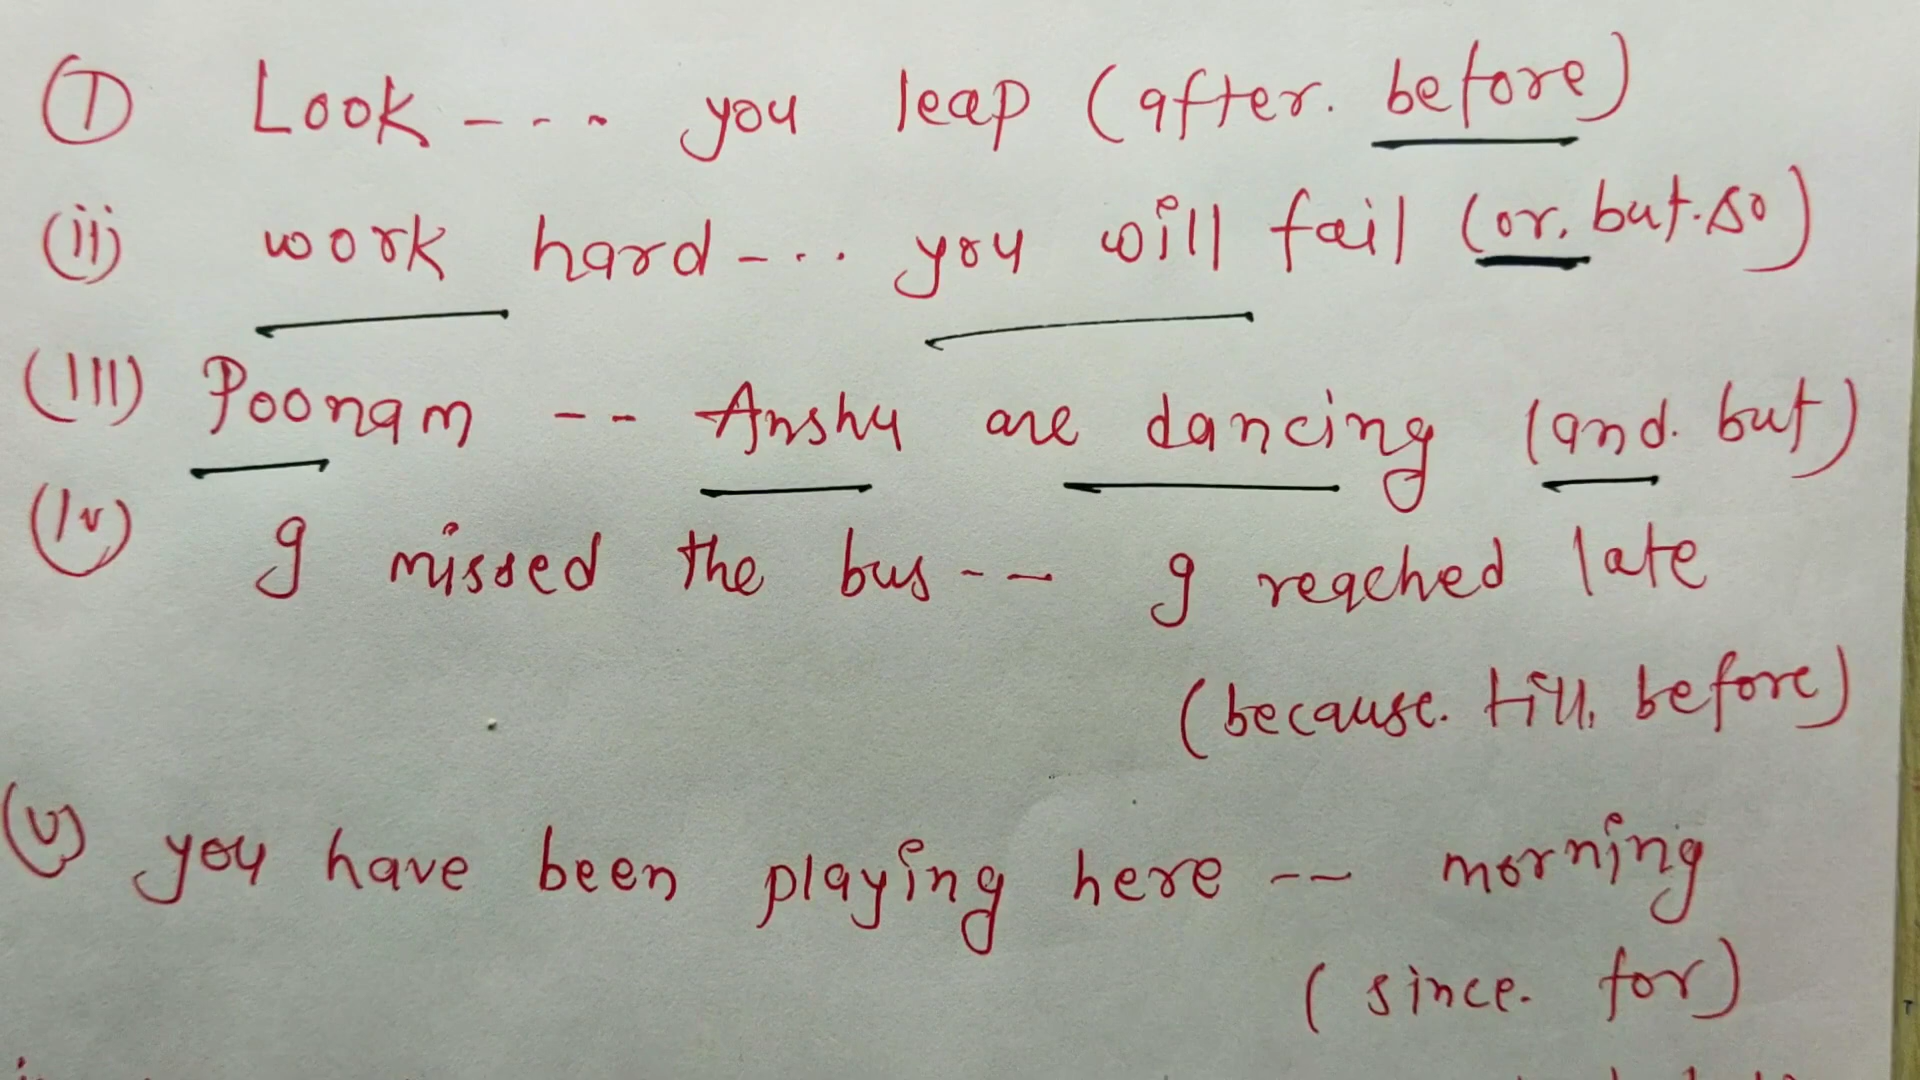 (I) Look - - - - you leap (after. before)
(ii) work hard - - - - you will fail (or. but. so)
(III) Poonam - - Anshu are dancing (and. but)
(iv) I missed the bus - - I reached late
(because. till. before)
(v) you have been playing here - - morning
(since. for)